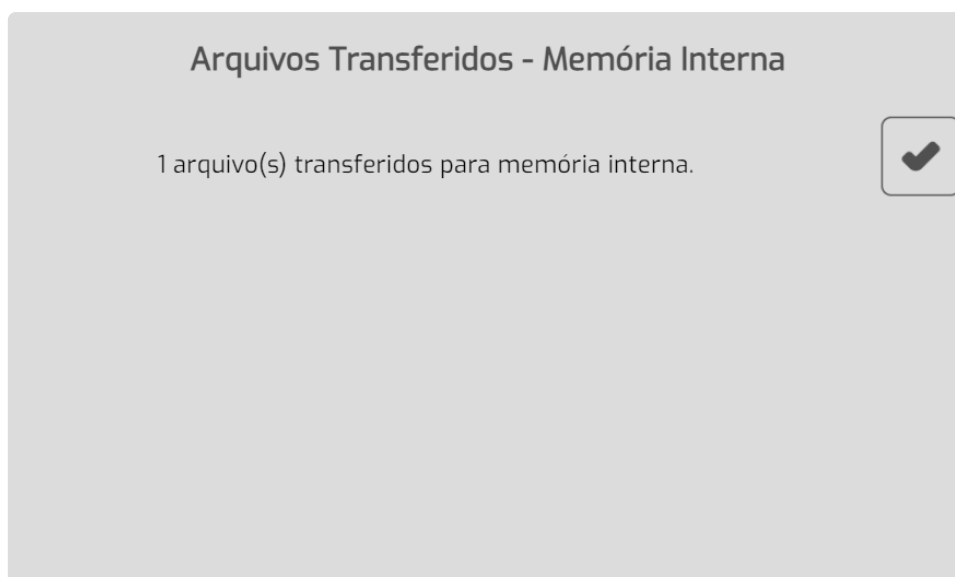 Arquivos Transferidos - Memória Interna
1 arquivo(s) transferidos para memória interna.